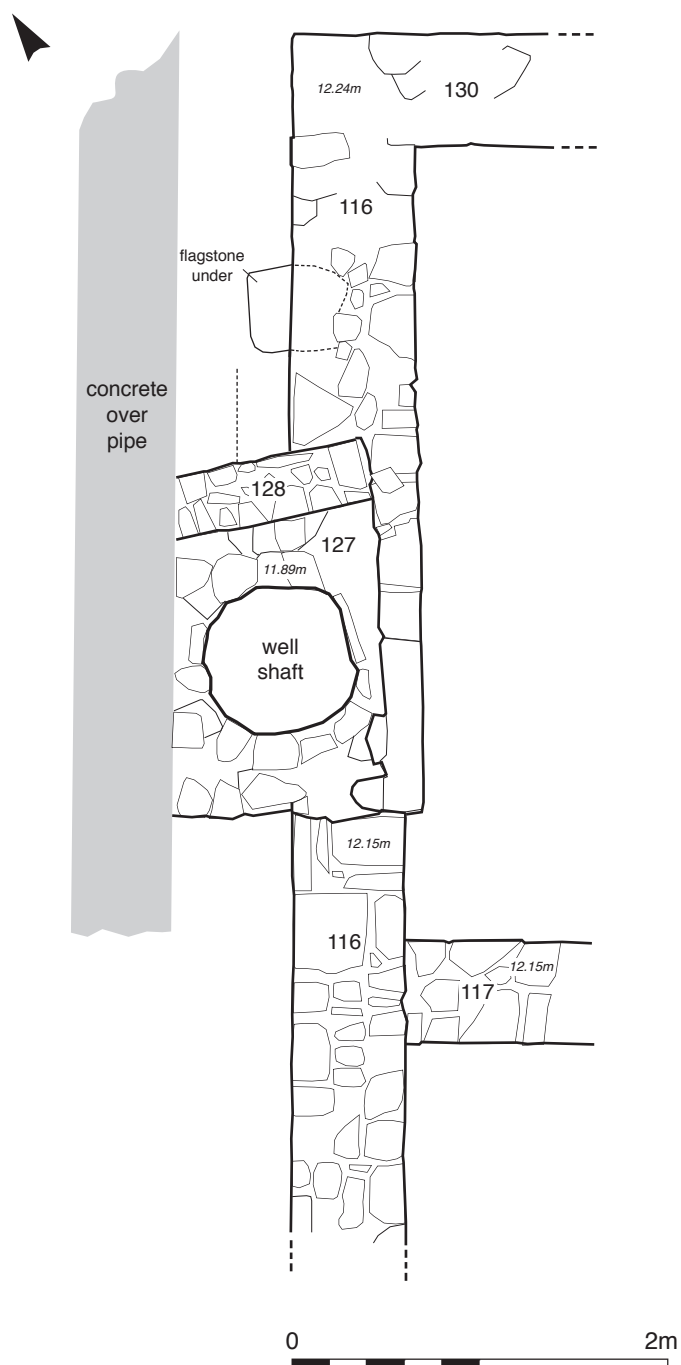 12.24m
130
116
flagstone
under
concrete
over
pipe
128
127
11.89m
well
shaft
12.15m
116
12.15m
117
0 2m